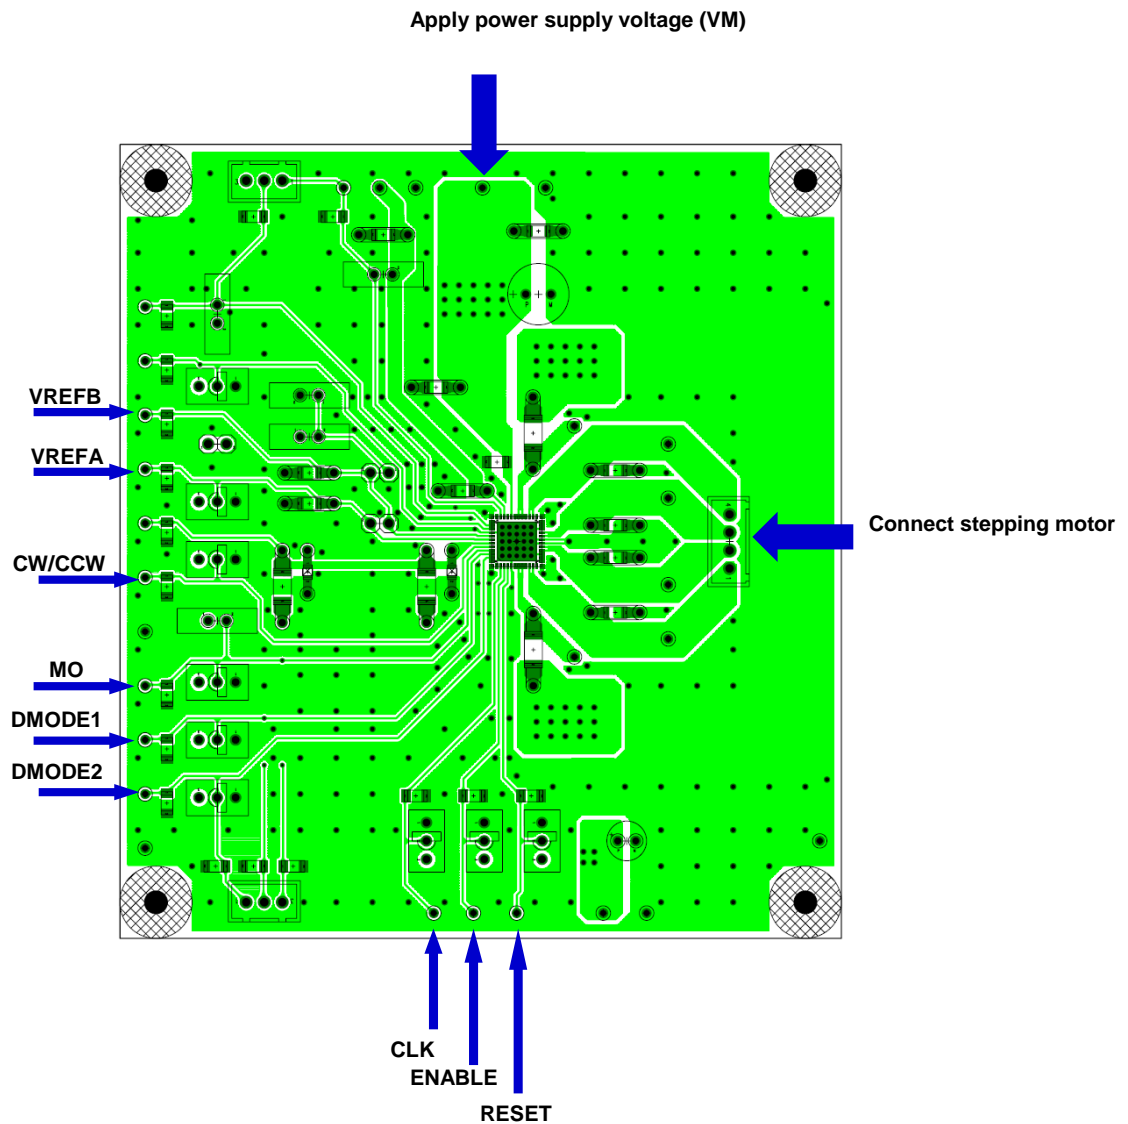 Apply power supply voltage (VM)
VREFB
VREFA
Connect stepping motor
CW/CCW
MO
DMODE1
DMODE2
CLK
ENABLE
RESET